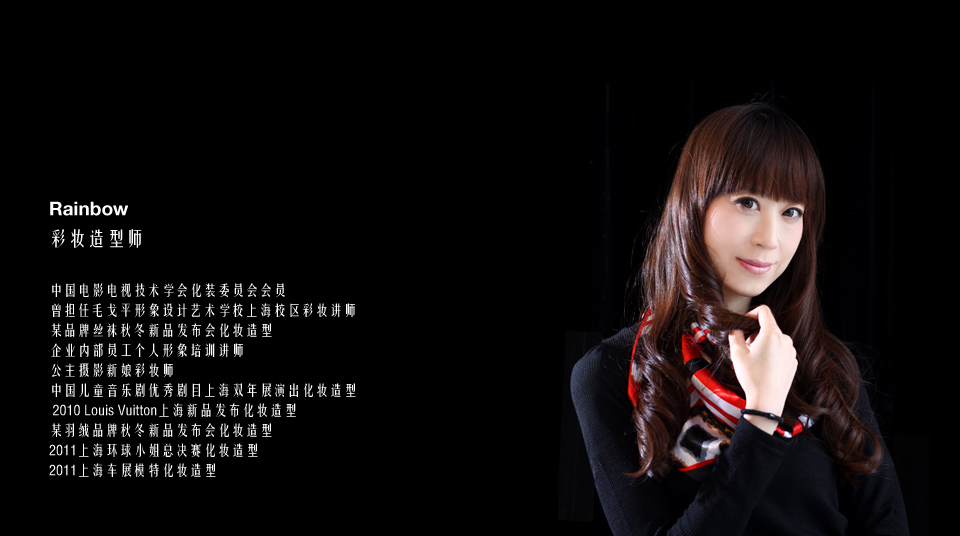 Rainbow
彩妆造型师
中国电影电视技术学会化装委员会会员
曾担任毛戈平形象设计艺术学校上海校区彩妆讲师
某品牌丝袜秋冬新品发布会化妆造型
企业内部员工个人形象培训讲师
公主摄影新娘彩妆师
中国儿童音乐剧优秀剧目上海双年展演出化妆造型
2010 Louis Vuitton上海新品发布化妆造型
某羽绒品牌秋冬新品发布会化妆造型
2011上海环球小姐总决赛化妆造型
2011上海车展模特化妆造型